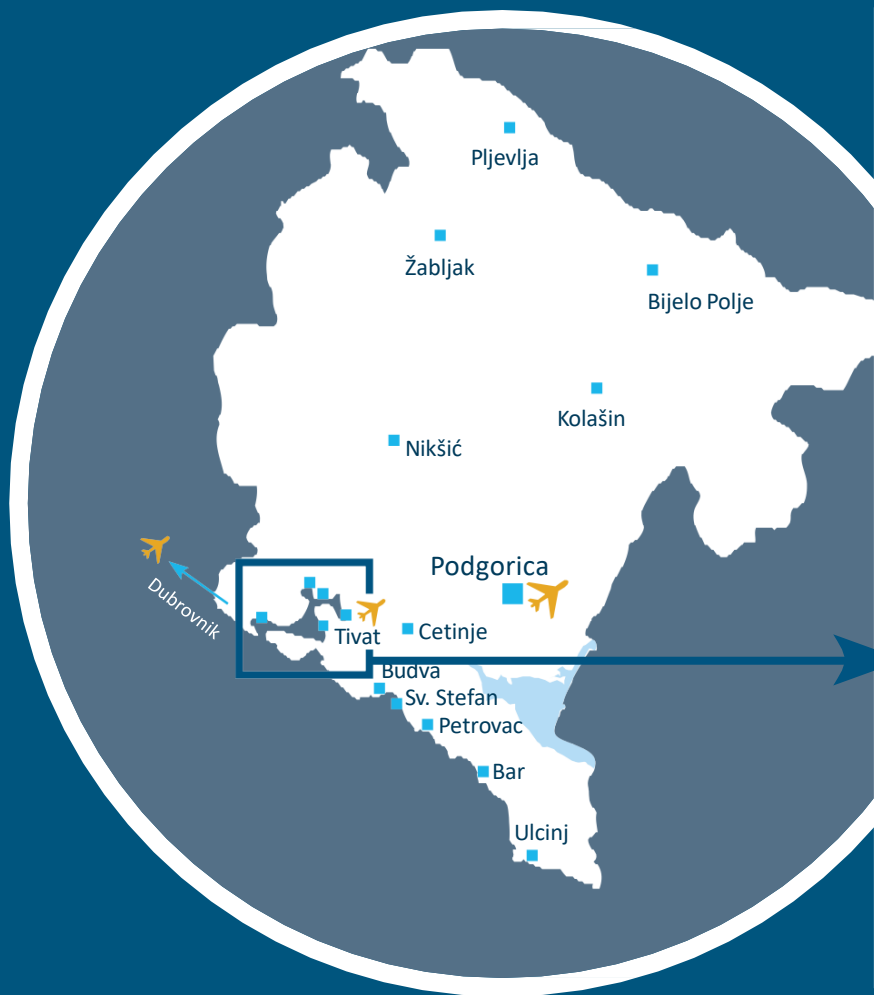 Pljevlja
Žabljak
Bijelo Polje
Kolašin
Nikšić
Podgorica
Dubrovnik
Tivat
Cetinje
Budva
Sv. Stefan
Petrovac
Bar
Ulcinj